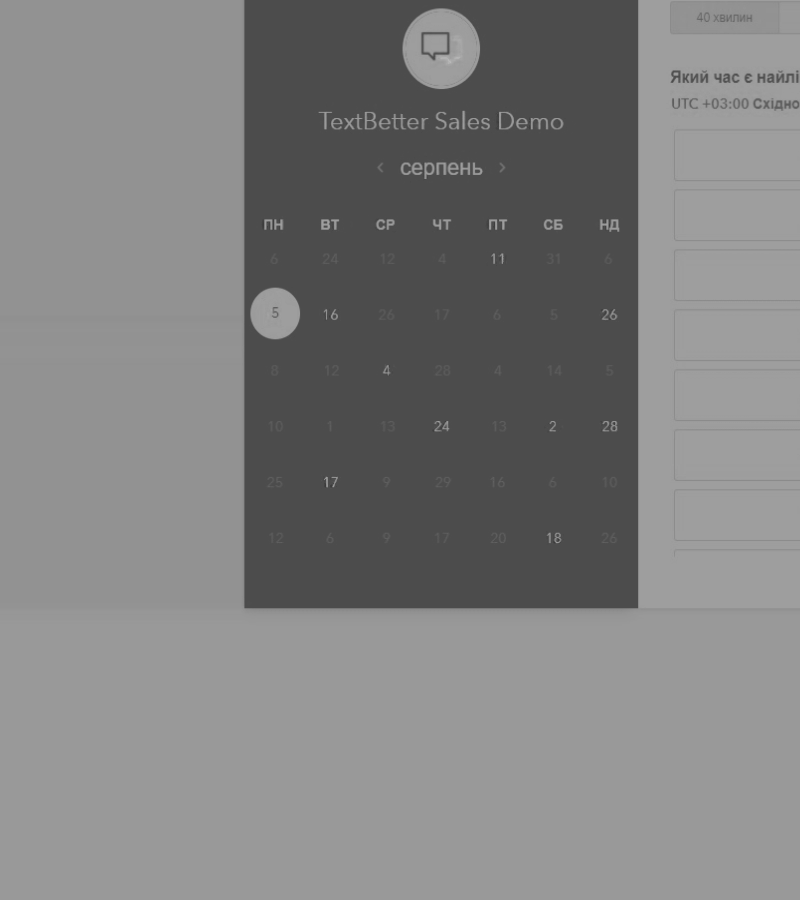 40 хвилин
Який час є найлі
UTC +03:00 Східно
TextBetter Sales Demo
‹ серпень ›
ПН ВТ СР ЧТ ПТ СБ НД
6 24 12 4 11 31 6
5 16 26 17 6 5 26
8 12 4 28 4 14 5
10 1 13 24 13 2 28
25 17 9 29 16 6 10
12 6 9 17 20 18 26